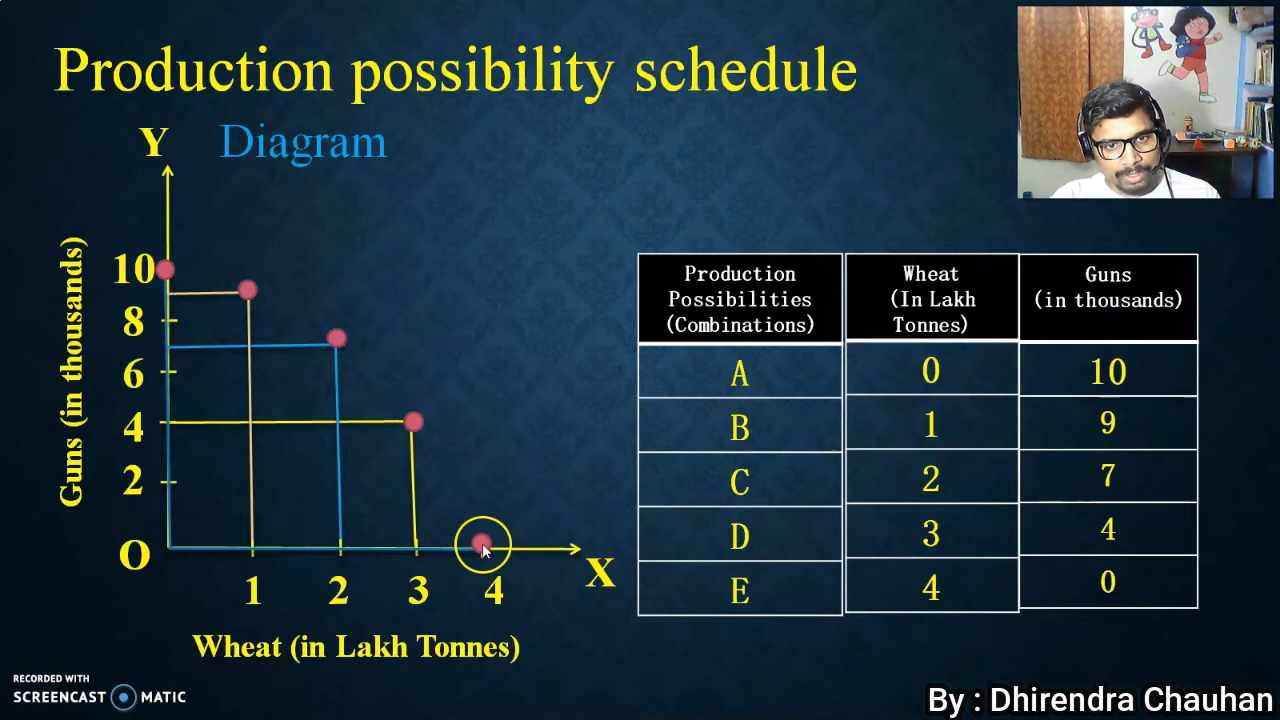 Production possibility schedule
Y
Diagram
Guns (in thousands)
10
8
6
4
2
O
1 2 3 4
X
Wheat (in Lakh Tonnes)
Production Possibilities (Combinations) Wheat (In Lakh Tonnes) Guns (in thousands)
A 0 10
B 1 9
C 2 7
D 3 4
E 4 0
RECORDED WITH
SCREENCAST MATIC
By : Dhirendra Chauhan